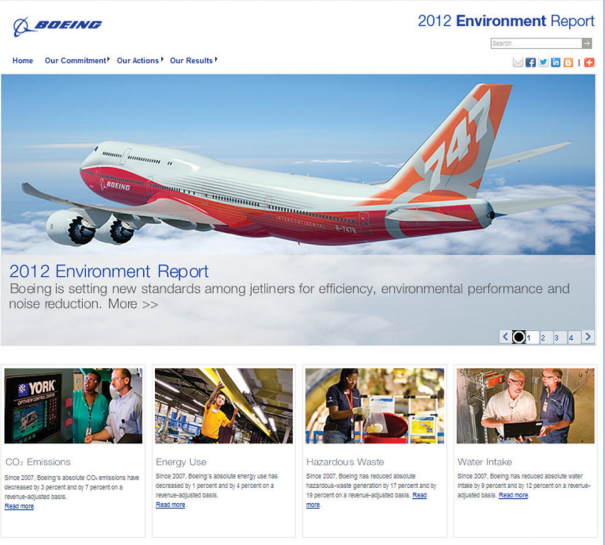 BOEING
2012 Environment Report
Search
Home Our Commitment Our Actions Our Results
747
BOEING
INTERCONTINENTAL
2012 Environment Report
Boeing is setting new standards among jetliners for efficiency, environmental performance and
noise reduction. More >>
1 2 3 4
YORK
CO₂ Emissions
Since 2007, Boeing's absolute CO₂ emissions have
decreased by 3 percent and by 7 percent on a
revenue-adjusted basis.
Read more
Energy Use
Since 2007, Boeing's absolute energy use has
decreased by 1 percent and by 4 percent on a
revenue-adjusted basis.
Read more
Hazardous Waste
Since 2007, Boeing has reduced absolute
hazardous-waste generation by 17 percent and by
19 percent on a revenue-adjusted basis. Read
more
Water Intake
Since 2007, Boeing has reduced absolute water
intake by 9 percent and by 12 percent on a revenue-
adjusted basis. Read more